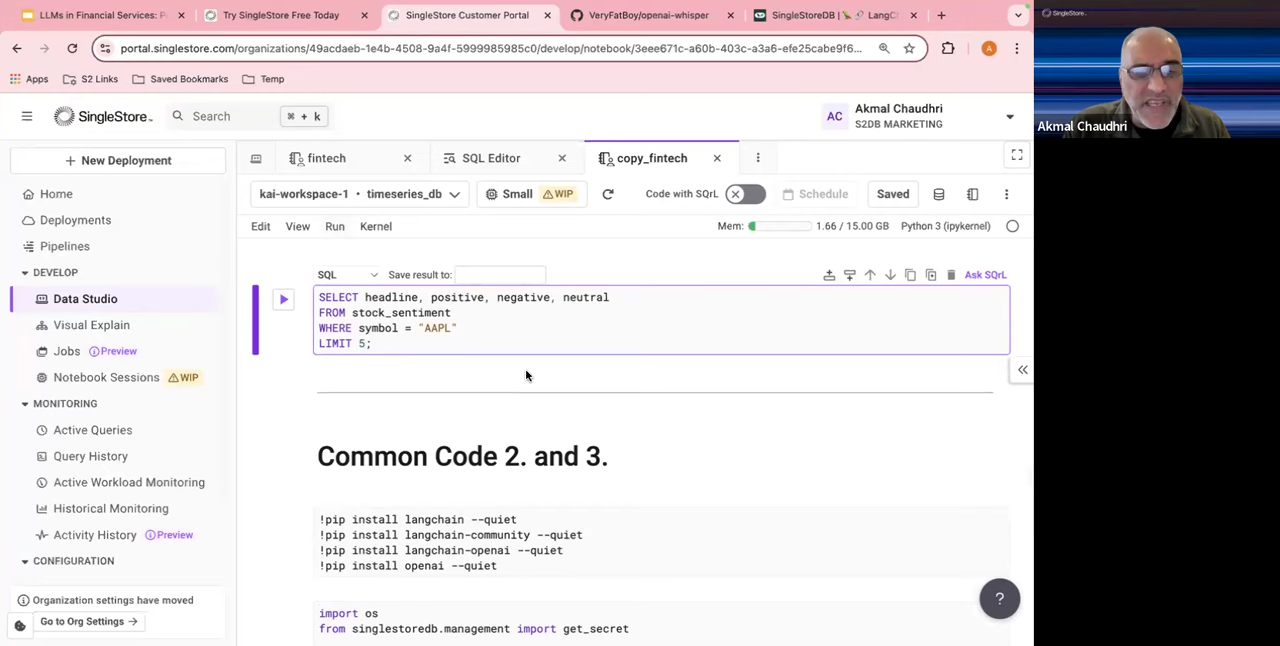 LLMs in Financial Services: P
Try SingleStore Free Today
SingleStore Customer Portal
VeryFatBoy/openai-whisper
SingleStoreDB | LangC
portal.singlestore.com/organizations/49acdaeb-1e4b-4508-9a4f-5999985985c0/develop/notebook/3eee671c-a60b-403c-a3a6-efe25cabe9f6...
A
Apps
S2 Links
Saved Bookmarks
Temp
SingleStore
Search
⌘ + k
AC
Akmal Chaudhri
S2DB MARKETING
+ New Deployment
Home
Deployments
Pipelines
DEVELOP
Data Studio
Visual Explain
Jobs
Preview
Notebook Sessions
WIP
MONITORING
Active Queries
Query History
Active Workload Monitoring
Historical Monitoring
Activity History
Preview
CONFIGURATION
Organization settings have moved
Go to Org Settings →
fintech
SQL Editor
copy_fintech
kai-workspace-1 • timeseries_db
Small
WIP
Code with SQrL
Schedule
Saved
Edit
View
Run
Kernel
Mem:
1.66 / 15.00 GB
Python 3 (ipykernel)
SQL
Save result to:
Ask SQrL
SELECT headline, positive, negative, neutral
FROM stock_sentiment
WHERE symbol = "AAPL"
LIMIT 5;
Common Code 2. and 3.
!pip install langchain --quiet
!pip install langchain-community --quiet
!pip install langchain-openai --quiet
!pip install openai --quiet
import os
from singlestoredb.management import get_secret
?
SingleStore
Akmal Chaudhri